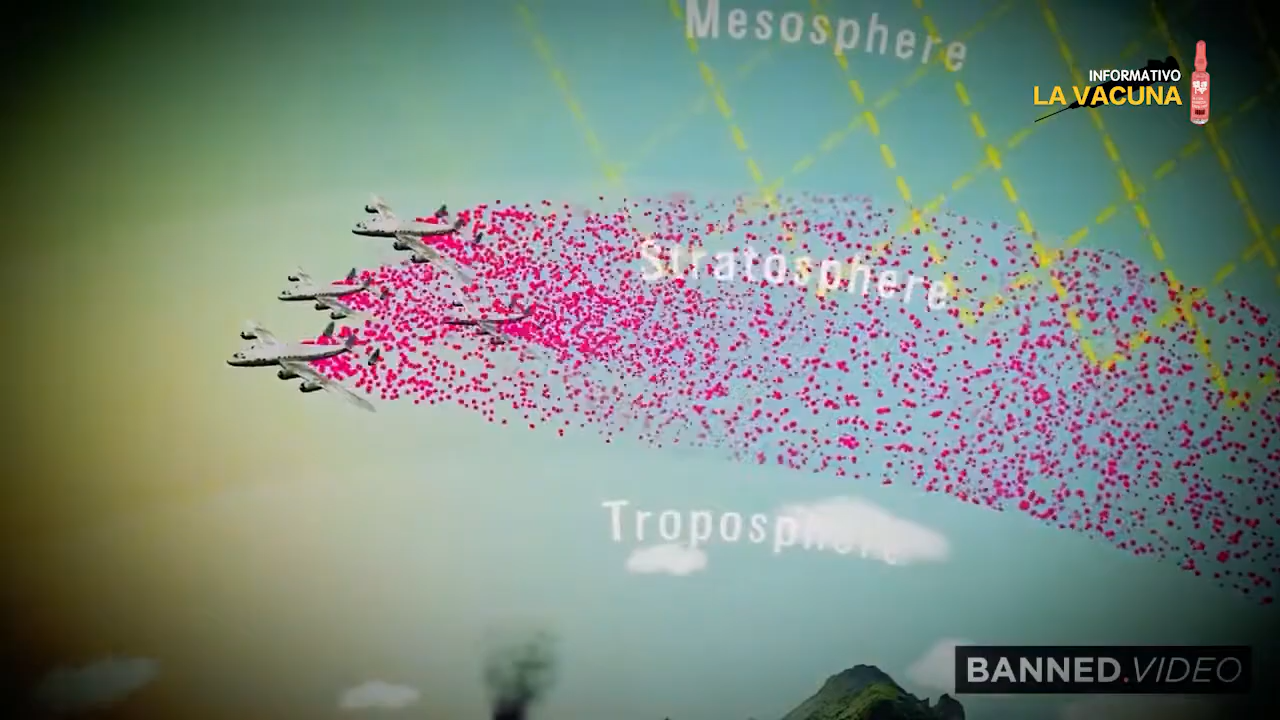 Mesosphere
INFORMATIVO
LA VACUNA
Stratosphere
Troposphere
BANNED.VIDEO